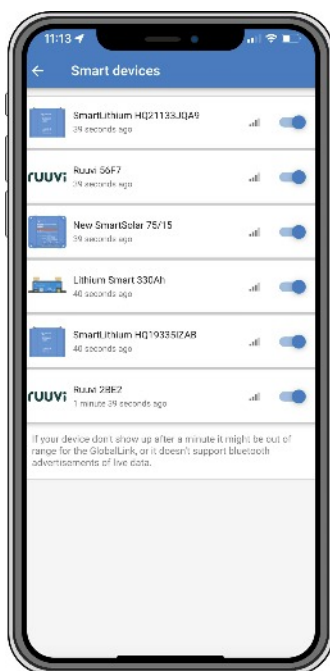 11:13
Smart devices
SmartLithium HQ21133JQA9
39 seconds ago
ruuvi
Ruuvi 56F7
39 seconds ago
New SmartSolar 75/15
39 seconds ago
Lithium Smart 330Ah
40 seconds ago
SmartLithium HQ19335IZAB
40 seconds ago
ruuvi
Ruuvi 2BE2
1 minute 39 seconds ago
If your device dont show up after a minute it might be out of
range for the GlobalLink, or it doesn't support bluetooth
advertisements of live data.